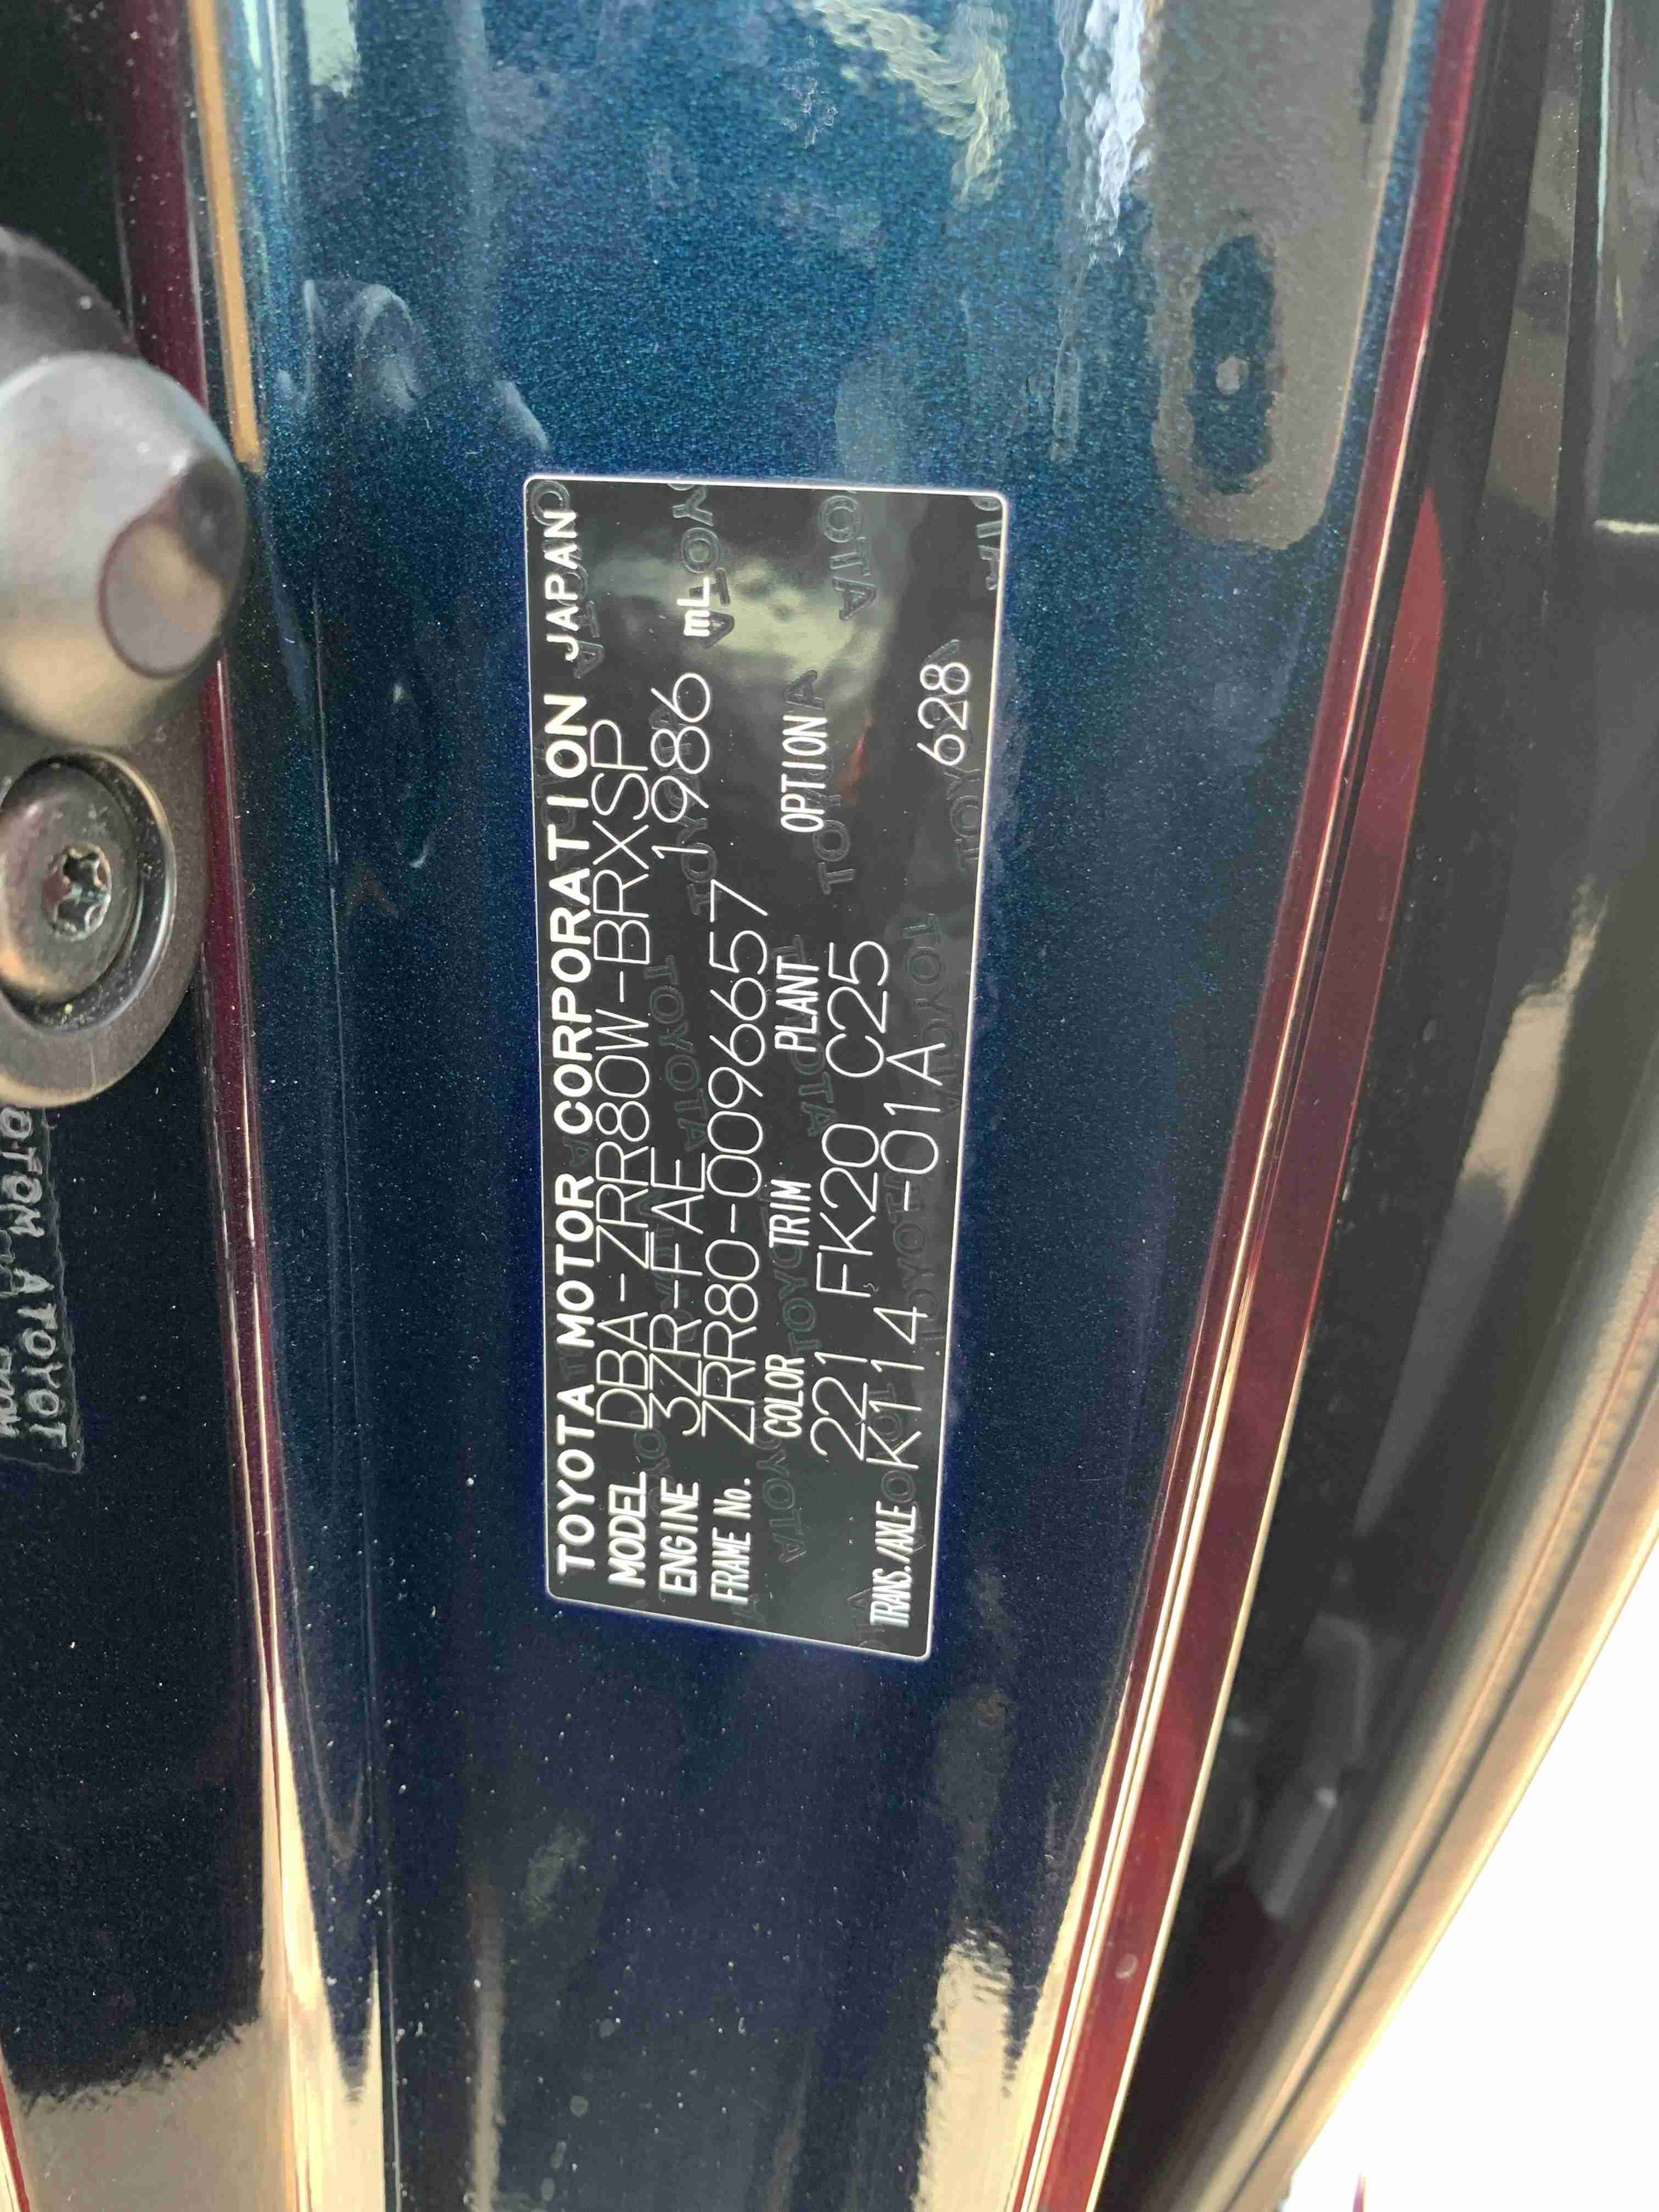 TOYOTA MOTOR CORPORATION JAPAN
MODEL DBA-ZRR80W-BRXSP
ENGINE 3ZR-FAE 1986 mL
FRAME No. ZRR80-0096657
COLOR TRIM PLANT OPTION
221 FK20 C25
TRANS./AXLE K114 -01A 628